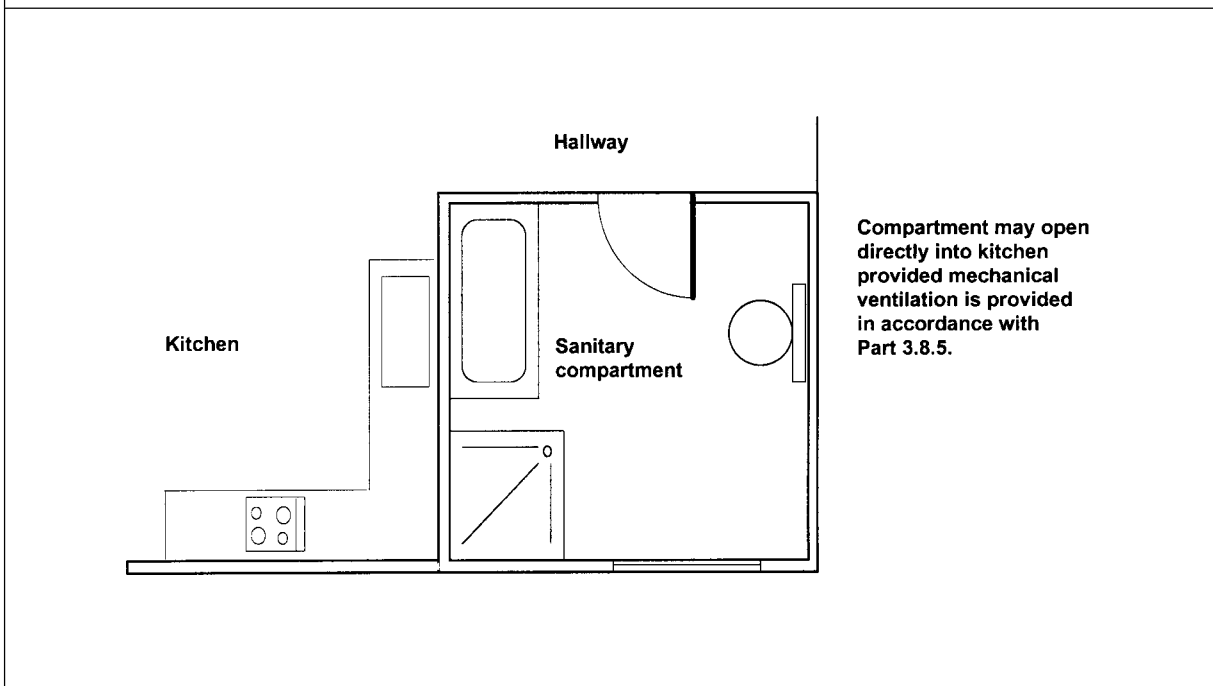 Hallway
Compartment may open
directly into kitchen
provided mechanical
ventilation is provided
in accordance with
Part 3.8.5.
Kitchen
Sanitary
compartment